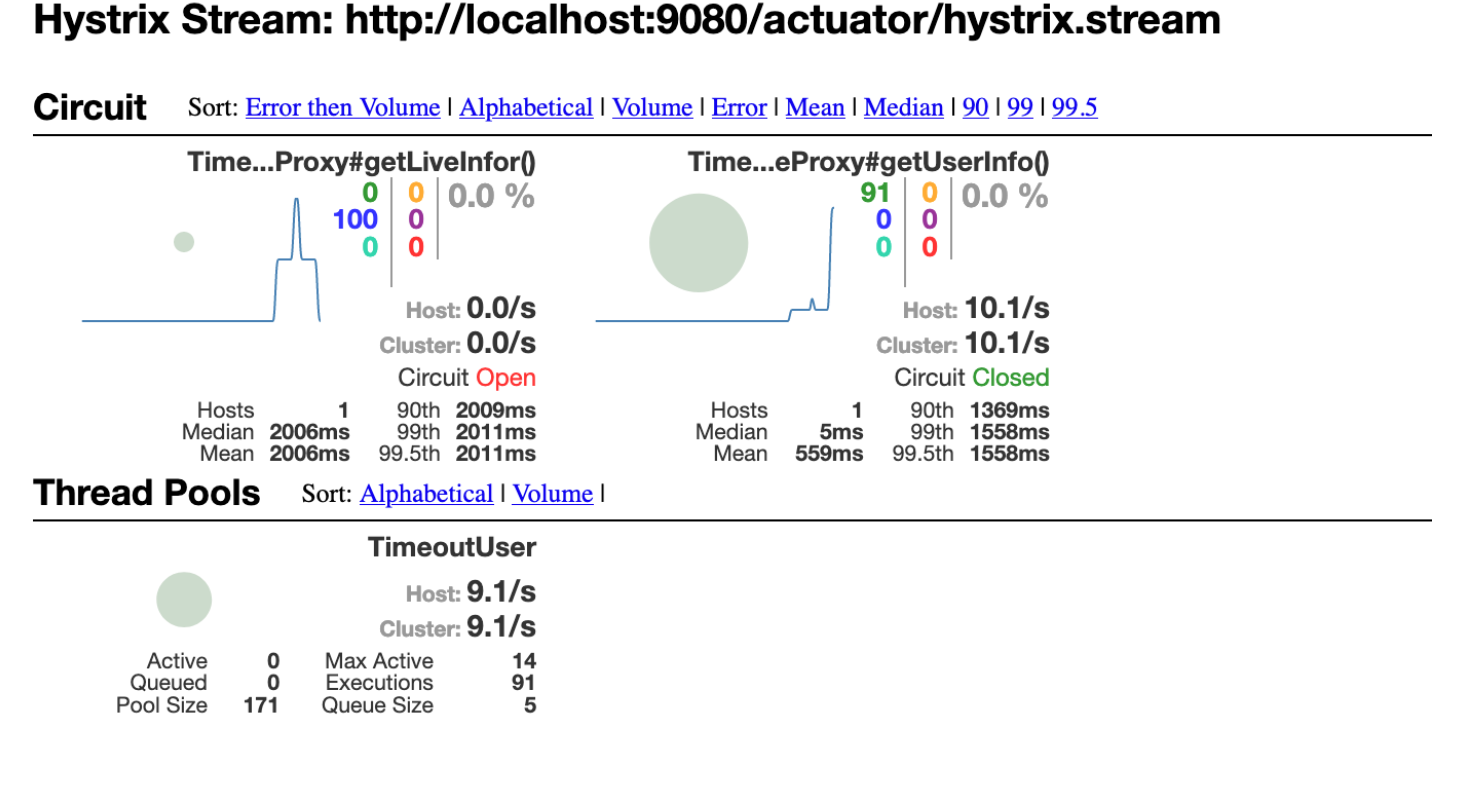 Hystrix Stream: http://localhost:9080/actuator/hystrix.stream
Circuit Sort: Error then Volume | Alphabetical | Volume | Error | Mean | Median | 90 | 99 | 99.5
Time...Proxy#getLiveInfor()
0 0 0.0 %
100 0
0 0
Host: 0.0/s
Cluster: 0.0/s
Circuit Open
Hosts 1 90th 2009ms
Median 2006ms 99th 2011ms
Mean 2006ms 99.5th 2011ms
Time...eProxy#getUserInfo()
91 0 0.0 %
0 0
0 0
Host: 10.1/s
Cluster: 10.1/s
Circuit Closed
Hosts 1 90th 1369ms
Median 5ms 99th 1558ms
Mean 559ms 99.5th 1558ms
Thread Pools Sort: Alphabetical | Volume |
TimeoutUser
Host: 9.1/s
Cluster: 9.1/s
Active 0 Max Active 14
Queued 0 Executions 91
Pool Size 171 Queue Size 5